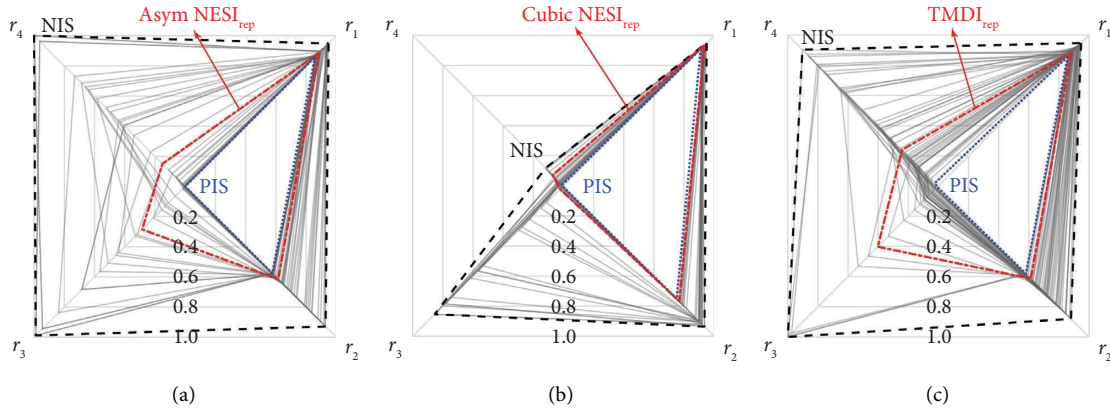 r4 NIS Asym NESIrep r1
PIS
0.2
0.4
0.6
0.8
1.0
r3 r2
(a)
r4 Cubic NESIrep r1
NIS
PIS
0.2
0.4
0.6
0.8
1.0
r3 r2
(b)
r4 NIS TMDIrep r1
PIS
0.2
0.4
0.6
0.8
1.0
r3 r2
(c)